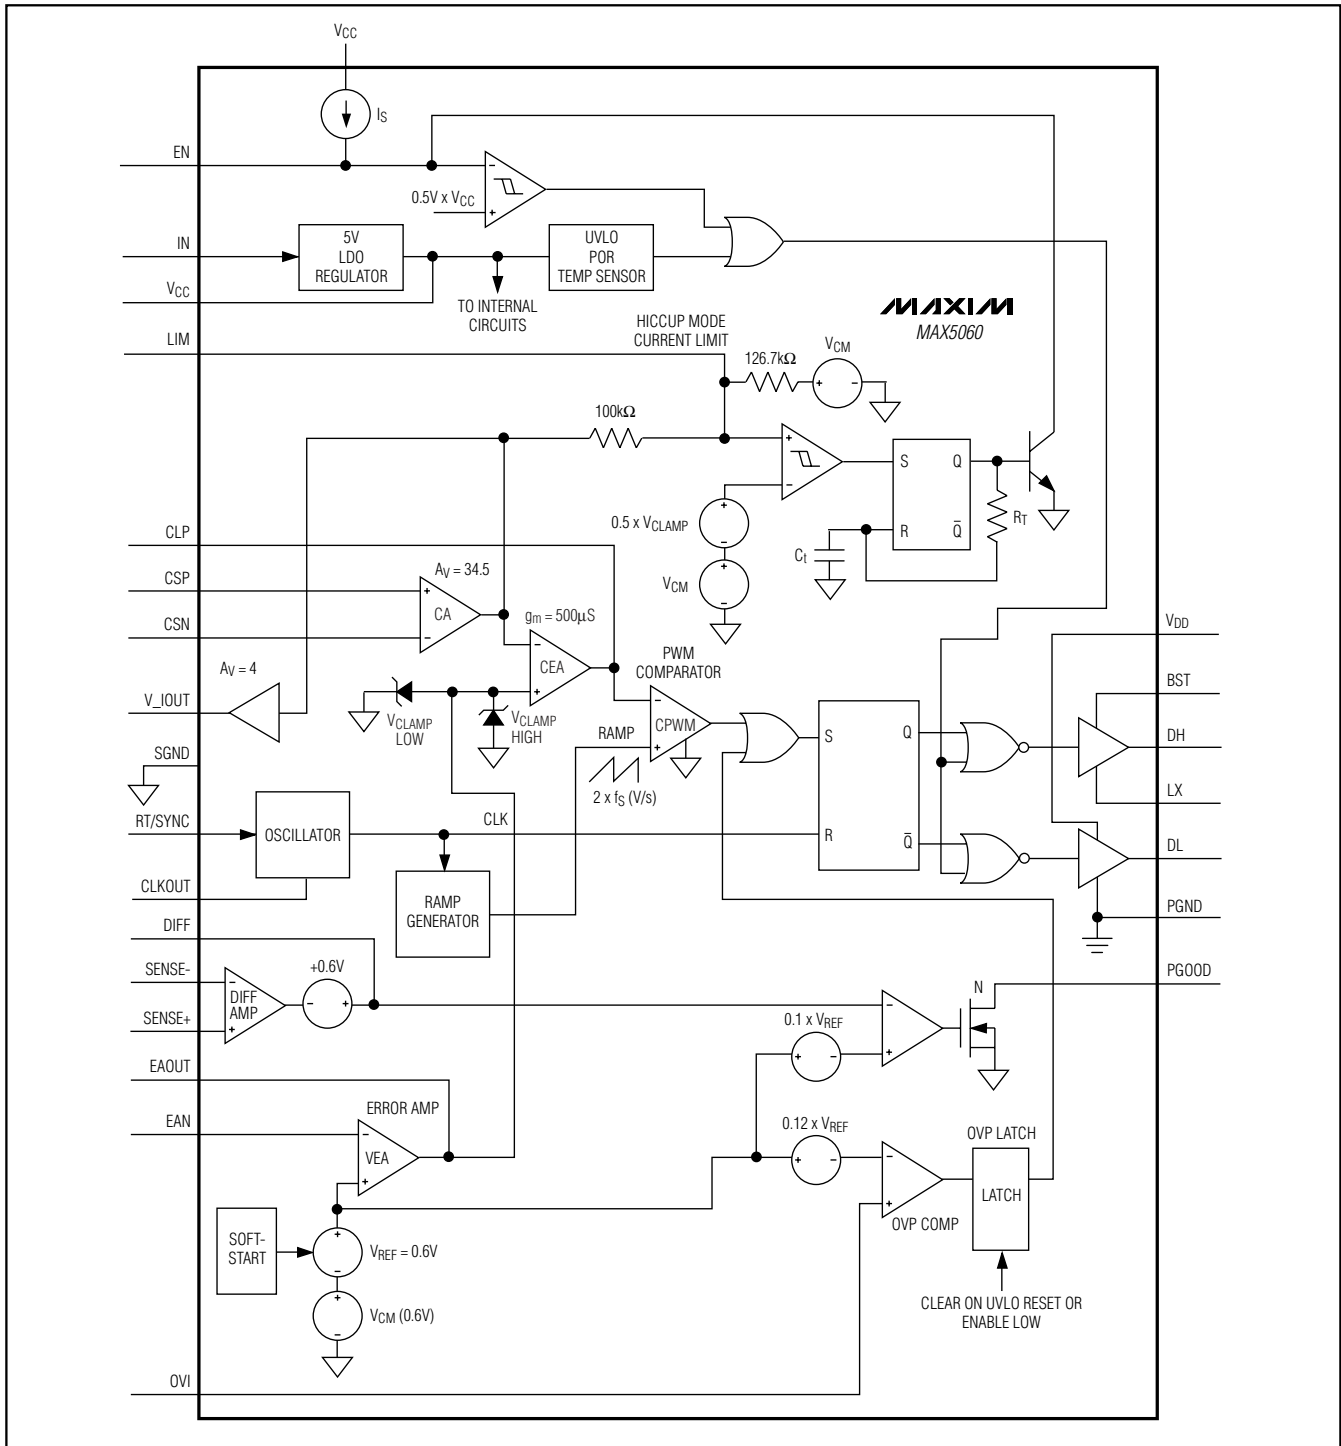 VCC
IS
EN
0.5V x VCC
IN
5V
LDO
REGULATOR
UVLO
POR
TEMP SENSOR
VCC
TO INTERNAL
CIRCUITS
MAXIM
MAX5060
LIM
HICCUP MODE
CURRENT LIMIT
126.7kΩ
VCM
+ -
100kΩ
S Q
R Q̄
RT
Ct
0.5 x VCLAMP
VCM
CLP
CSP
CSN
AV = 34.5
CA
gm = 500µS
CEA
AV = 4
V_IOUT
VCLAMP
LOW
VCLAMP
HIGH
PWM
COMPARATOR
CPWM
RAMP
2 x fS (V/s)
SGND
RT/SYNC
OSCILLATOR
CLK
S Q
R Q̄
VDD
BST
DH
LX
DL
PGND
PGOOD
CLKOUT
RAMP
GENERATOR
DIFF
SENSE-
SENSE+
DIFF
AMP
+0.6V
- +
N
0.1 x VREF
+ -
EAOUT
EAN
ERROR AMP
VEA
0.12 x VREF
+ -
OVP COMP
OVP LATCH
LATCH
CLEAR ON UVLO RESET OR
ENABLE LOW
SOFT-
START
VREF = 0.6V
VCM (0.6V)
OVI